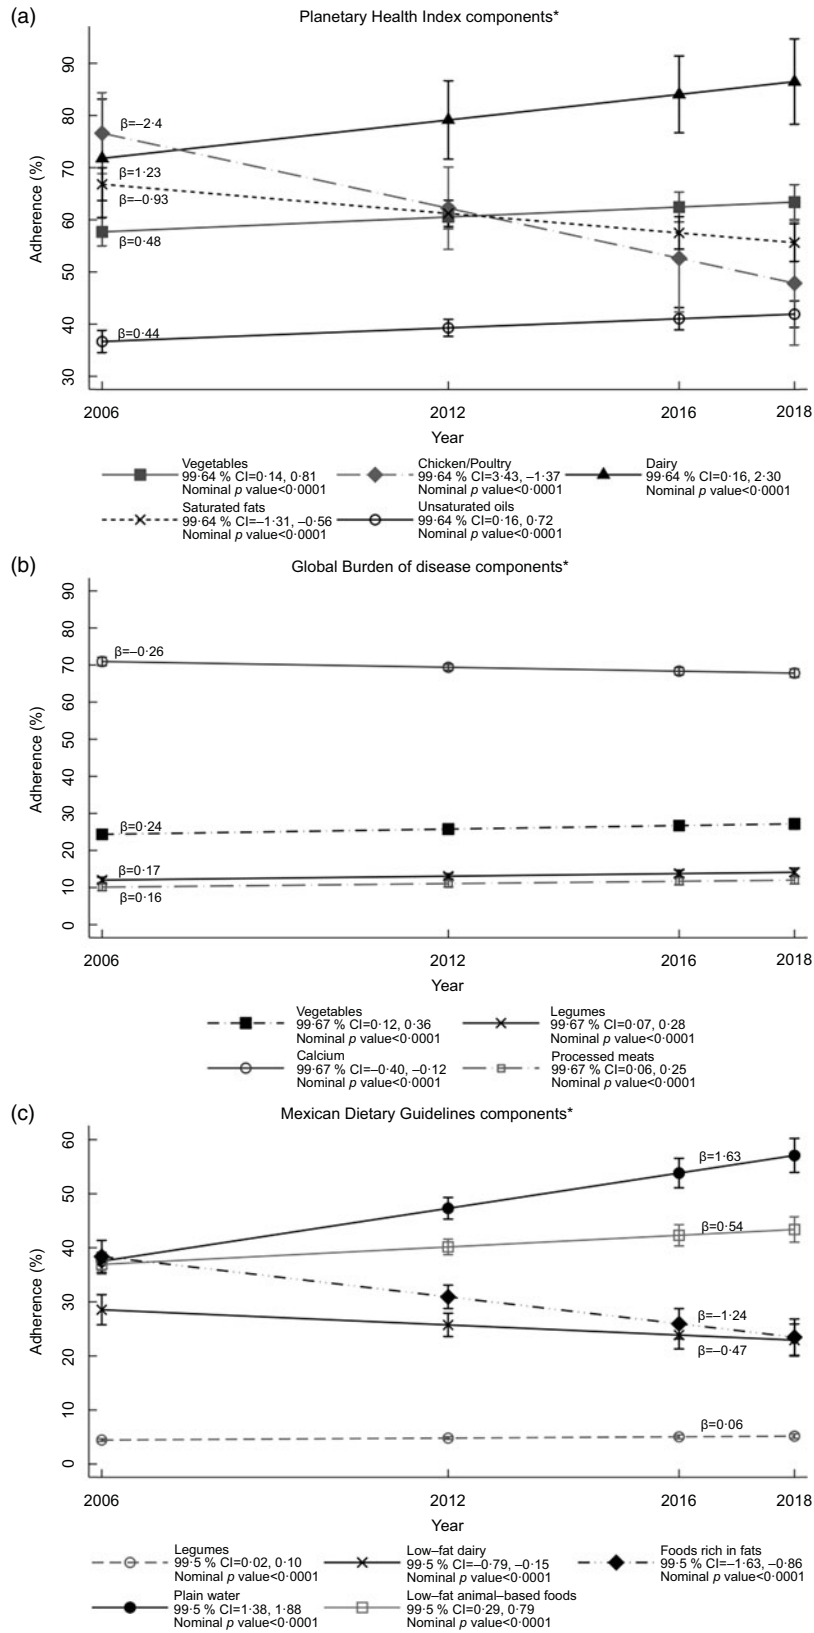 (a)
Planetary Health Index components*
Adherence (%)
90
80
70
60
50
40
30
β=–2·4
β=1·23
β=–0·93
β=0·48
β=0·44
2006
2012
2016
2018
Year
Vegetables
99·64 % CI=0·14, 0·81
Nominal p value<0·0001
Chicken/Poultry
99·64 % CI=3·43, –1·37
Nominal p value<0·0001
Dairy
99·64 % CI=0·16, 2·30
Nominal p value<0·0001
Saturated fats
99·64 % CI=–1·31, –0·56
Nominal p value<0·0001
Unsaturated oils
99·64 % CI=0·16, 0·72
Nominal p value<0·0001
(b)
Global Burden of disease components*
Adherence (%)
90
80
70
60
50
40
30
20
10
0
β=–0·26
β=0·24
β=0·17
β=0·16
2006
2012
2016
2018
Year
Vegetables
99·67 % CI=0·12, 0·36
Nominal p value<0·0001
Legumes
99·67 % CI=0·07, 0·28
Nominal p value<0·0001
Calcium
99·67 % CI=–0·40, –0·12
Nominal p value<0·0001
Processed meats
99·67 % CI=0·06, 0·25
Nominal p value<0·0001
(c)
Mexican Dietary Guidelines components*
Adherence (%)
60
50
40
30
20
10
0
β=1·63
β=0·54
β=–1·24
β=–0·47
β=0·06
2006
2012
2016
2018
Year
Legumes
99·5 % CI=0·02, 0·10
Nominal p value<0·0001
Low–fat dairy
99·5 % CI=–0·79, –0·15
Nominal p value<0·0001
Foods rich in fats
99·5 % CI=–1·63, –0·86
Nominal p value<0·0001
Plain water
99·5 % CI=1·38, 1·88
Nominal p value<0·0001
Low–fat animal–based foods
99·5 % CI=0·29, 0·79
Nominal p value<0·0001